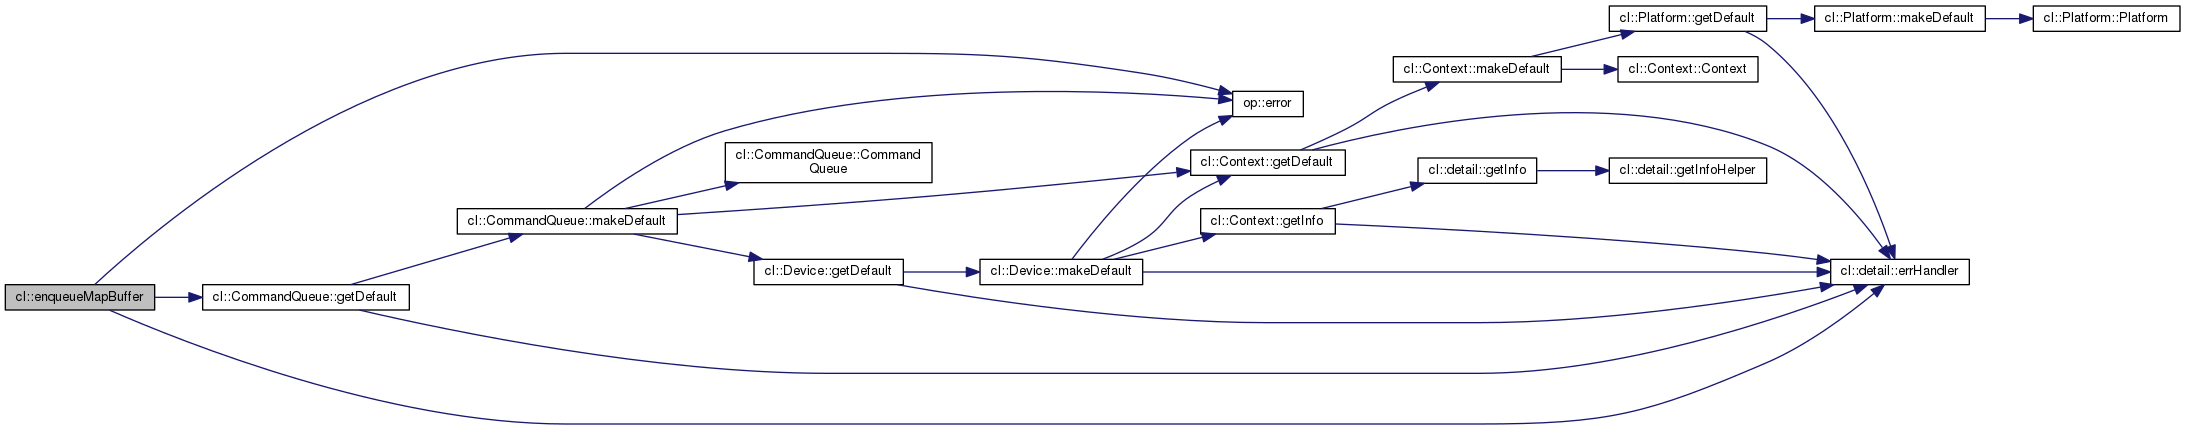 cl::Platform::getDefault
cl::Platform::makeDefault
cl::Platform::Platform
cl::Context::makeDefault
cl::Context::Context
op::error
cl::CommandQueue::Command
Queue
cl::Context::getDefault
cl::detail::getInfo
cl::detail::getInfoHelper
cl::CommandQueue::makeDefault
cl::Context::getInfo
cl::Device::getDefault
cl::Device::makeDefault
cl::detail::errHandler
cl::enqueueMapBuffer
cl::CommandQueue::getDefault